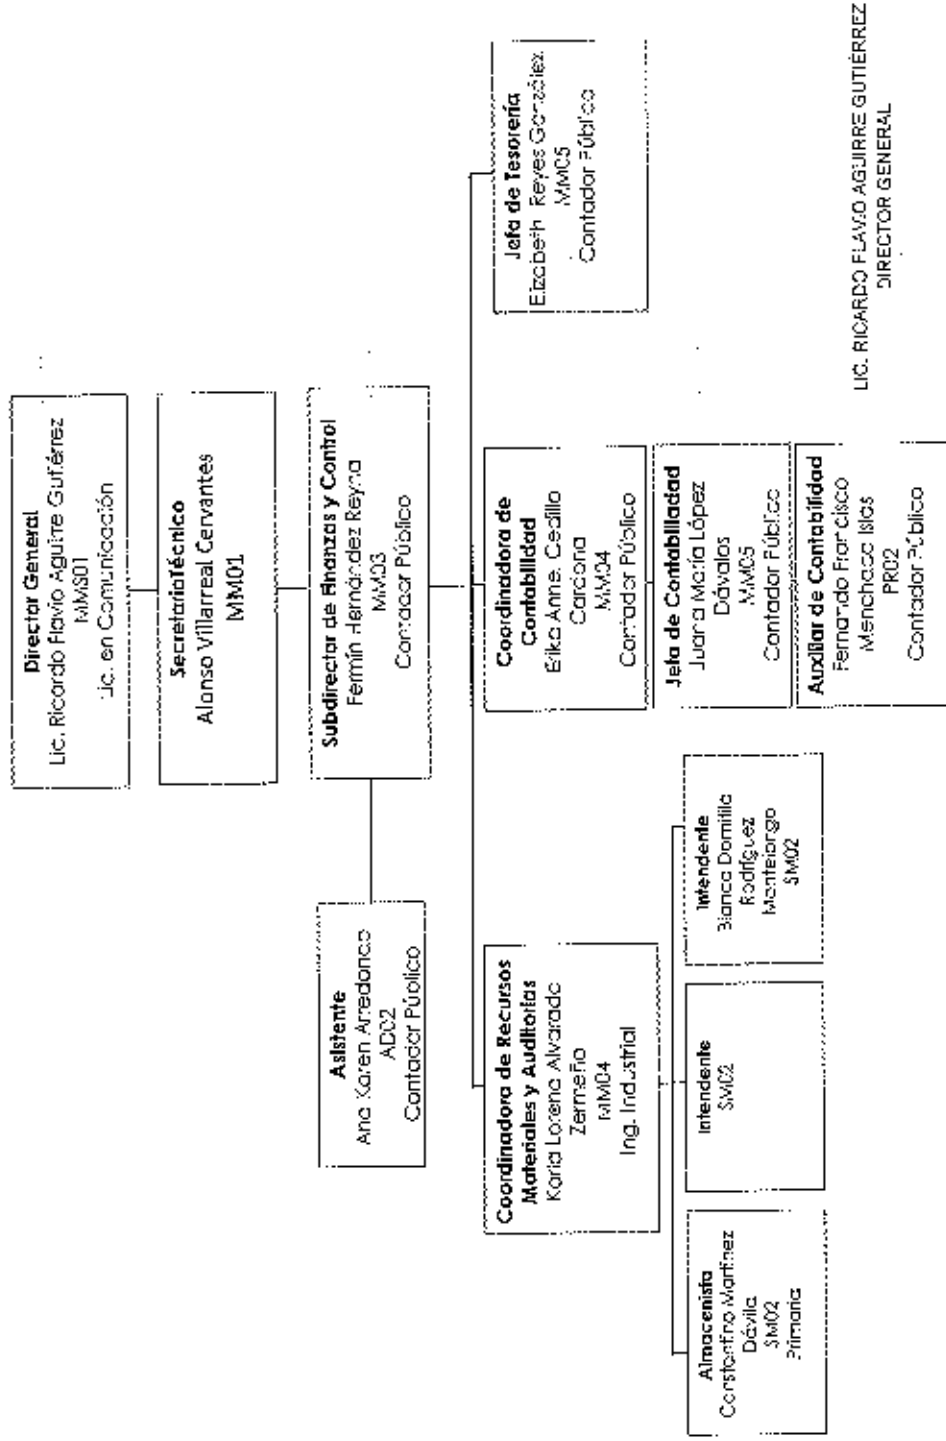 Director General
Lic. Ricardo Flavio Aguirre Gutiérrez
MMS01
Lic. en Comunicación
SecretarioTécnico
Alonso Villarreal Cervantes
MM01
Subdirector de Finanzas y Control
Fermín Hernández Reyna
MM03
Contador Público
Asistente
Ana Karen Arredondo
AD02
Contador Público
Coordinadora de Recursos
Materiales y Auditorías
Karla Lorena Alvarado
Zermeño
MM04
Ing. Industrial
Coordinadora de
Contabilidad
Erika Anne. Cedillo
Cardona
MM04
Contador Público
Jefa de Tesorería
Elizabeth Reyes González
MM05
Contador Público
Jefa de Contabilidad
Juana María López
Dávalos
MM05
Contador Público
Auxiliar de Contabilidad
Fernando Francisco
Menchaca Islas
PR02
Contador Público
Almacenista
Constantino Martínez
Dávila
SM02
Primaria
Intendente
SM02
Intendente
Blanca Domitila
Rodríguez
Montelongo
SM02
LIC. RICARDO FLAVIO AGUIRRE GUTIÉRREZ
DIRECTOR GENERAL